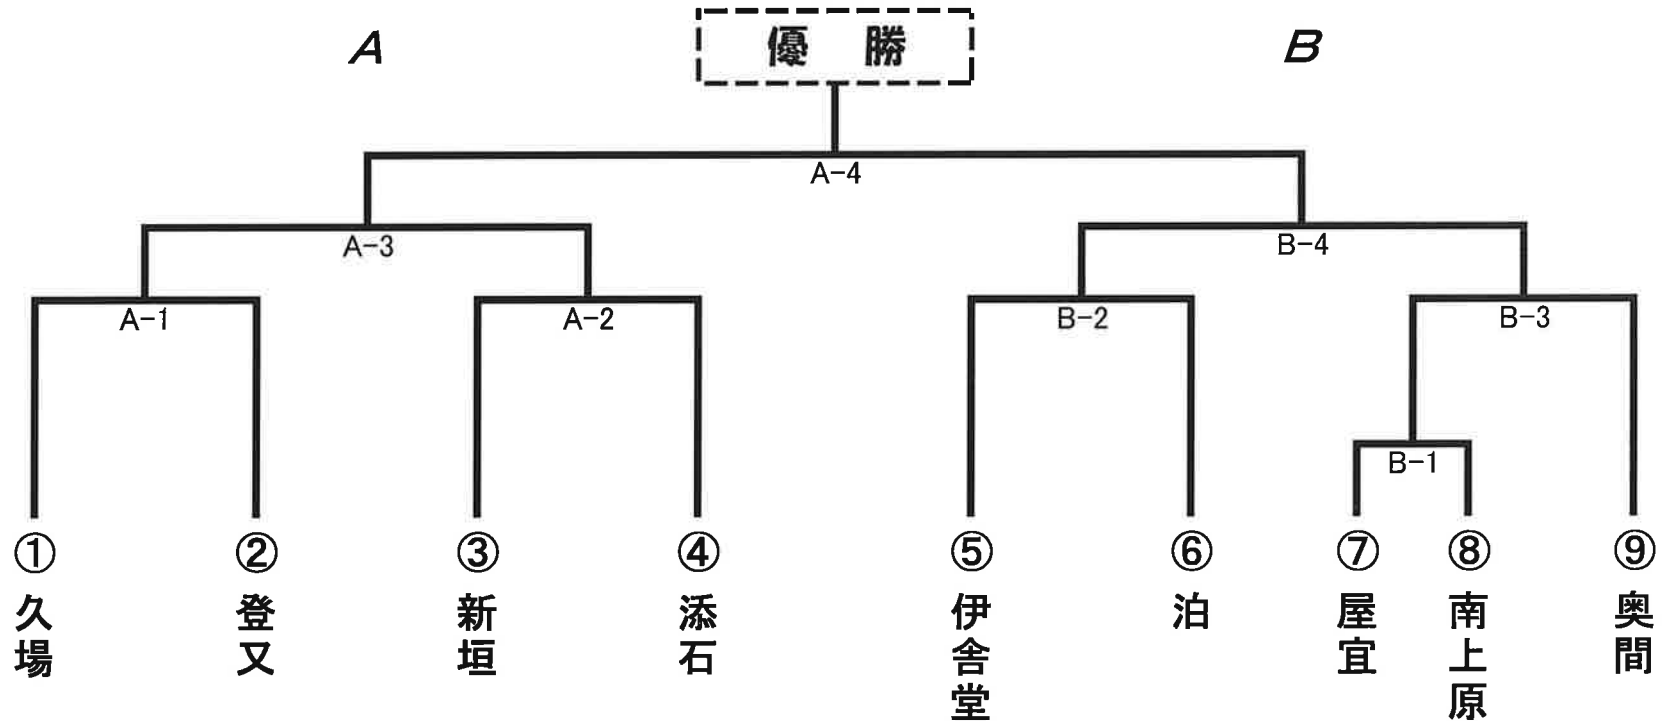 A
優 勝
B
A-4
A-3
B-4
A-1
A-2
B-2
B-3
B-1
①
②
③
④
⑤
⑥
⑦
⑧
⑨
久場
登又
新垣
添石
伊舎堂
泊
屋宜
南上原
奥間